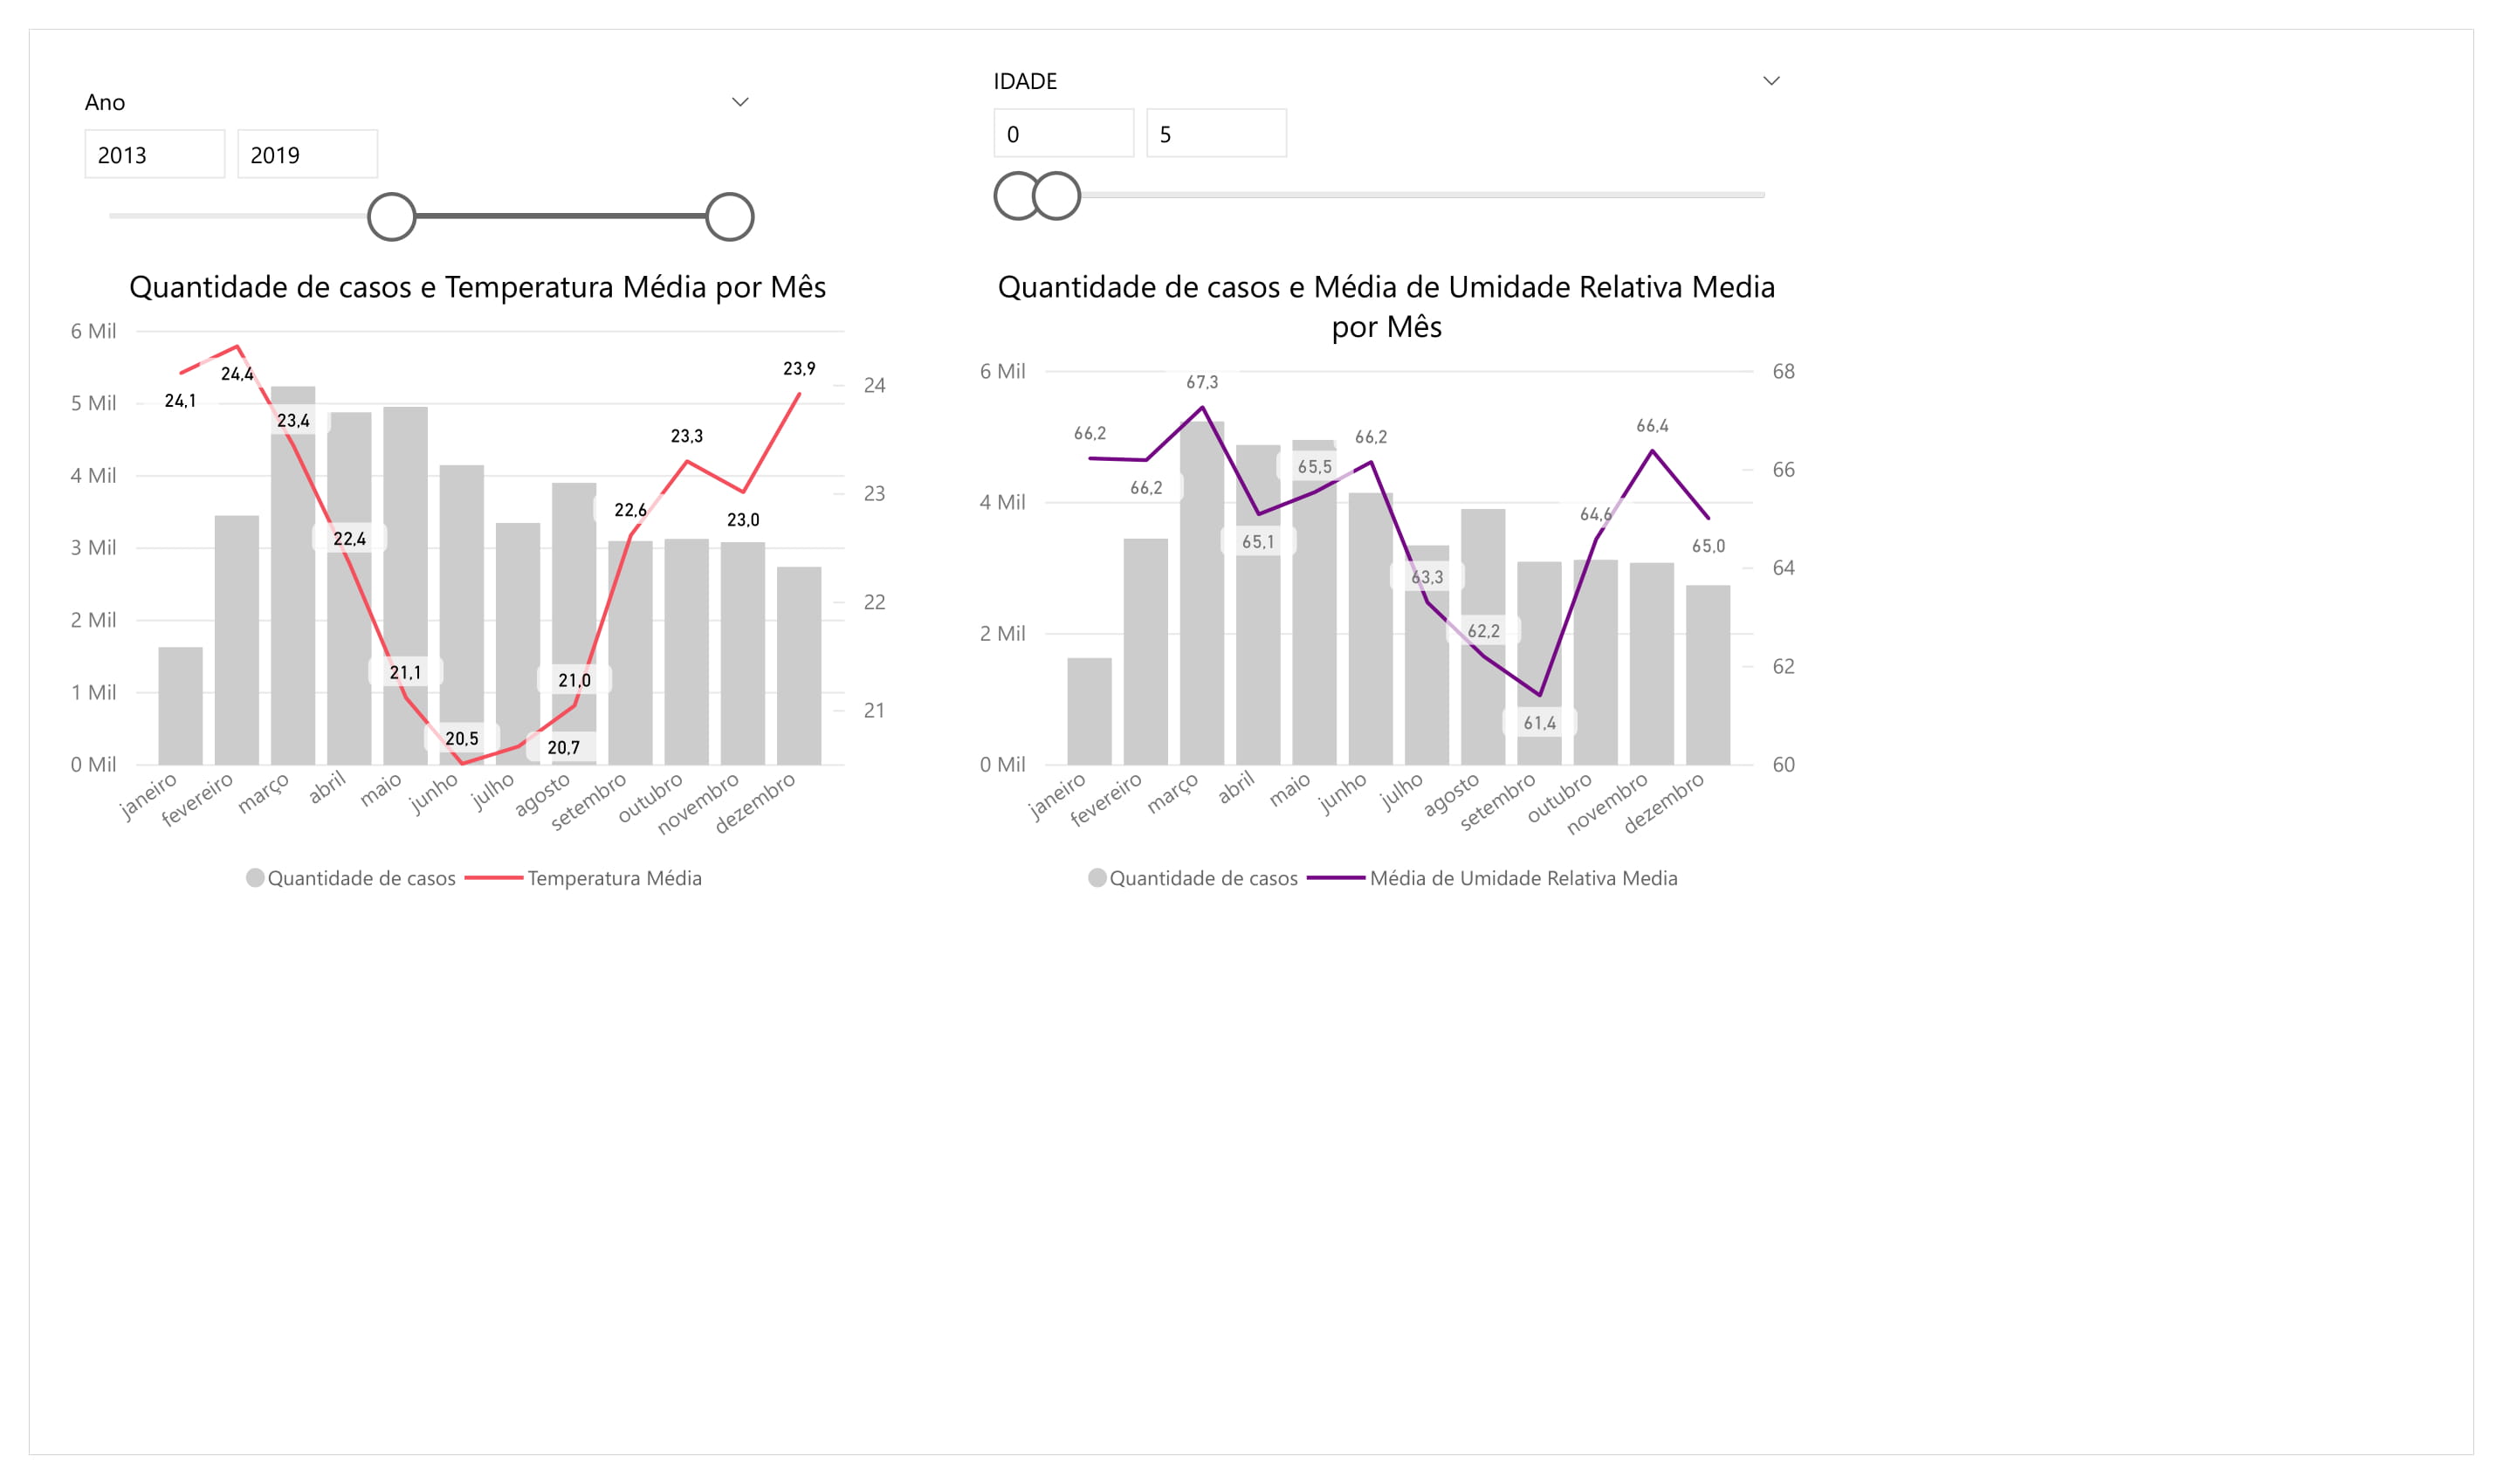 Ano
2013 2019
IDADE
0 5
Quantidade de casos e Temperatura Média por Mês
6 Mil
5 Mil
4 Mil
3 Mil
2 Mil
1 Mil
0 Mil
24
23
22
21
24,1
24,4
23,4
22,4
21,1
20,5
20,7
21,0
22,6
23,3
23,0
23,9
janeiro
fevereiro
março
abril
maio
junho
julho
agosto
setembro
outubro
novembro
dezembro
Quantidade de casos Temperatura Média
Quantidade de casos e Média de Umidade Relativa Media
por Mês
6 Mil
4 Mil
2 Mil
0 Mil
68
66
64
62
60
66,2
66,2
67,3
65,1
65,5
66,2
63,3
62,2
61,4
64,6
66,4
65,0
janeiro
fevereiro
março
abril
maio
junho
julho
agosto
setembro
outubro
novembro
dezembro
Quantidade de casos Média de Umidade Relativa Media